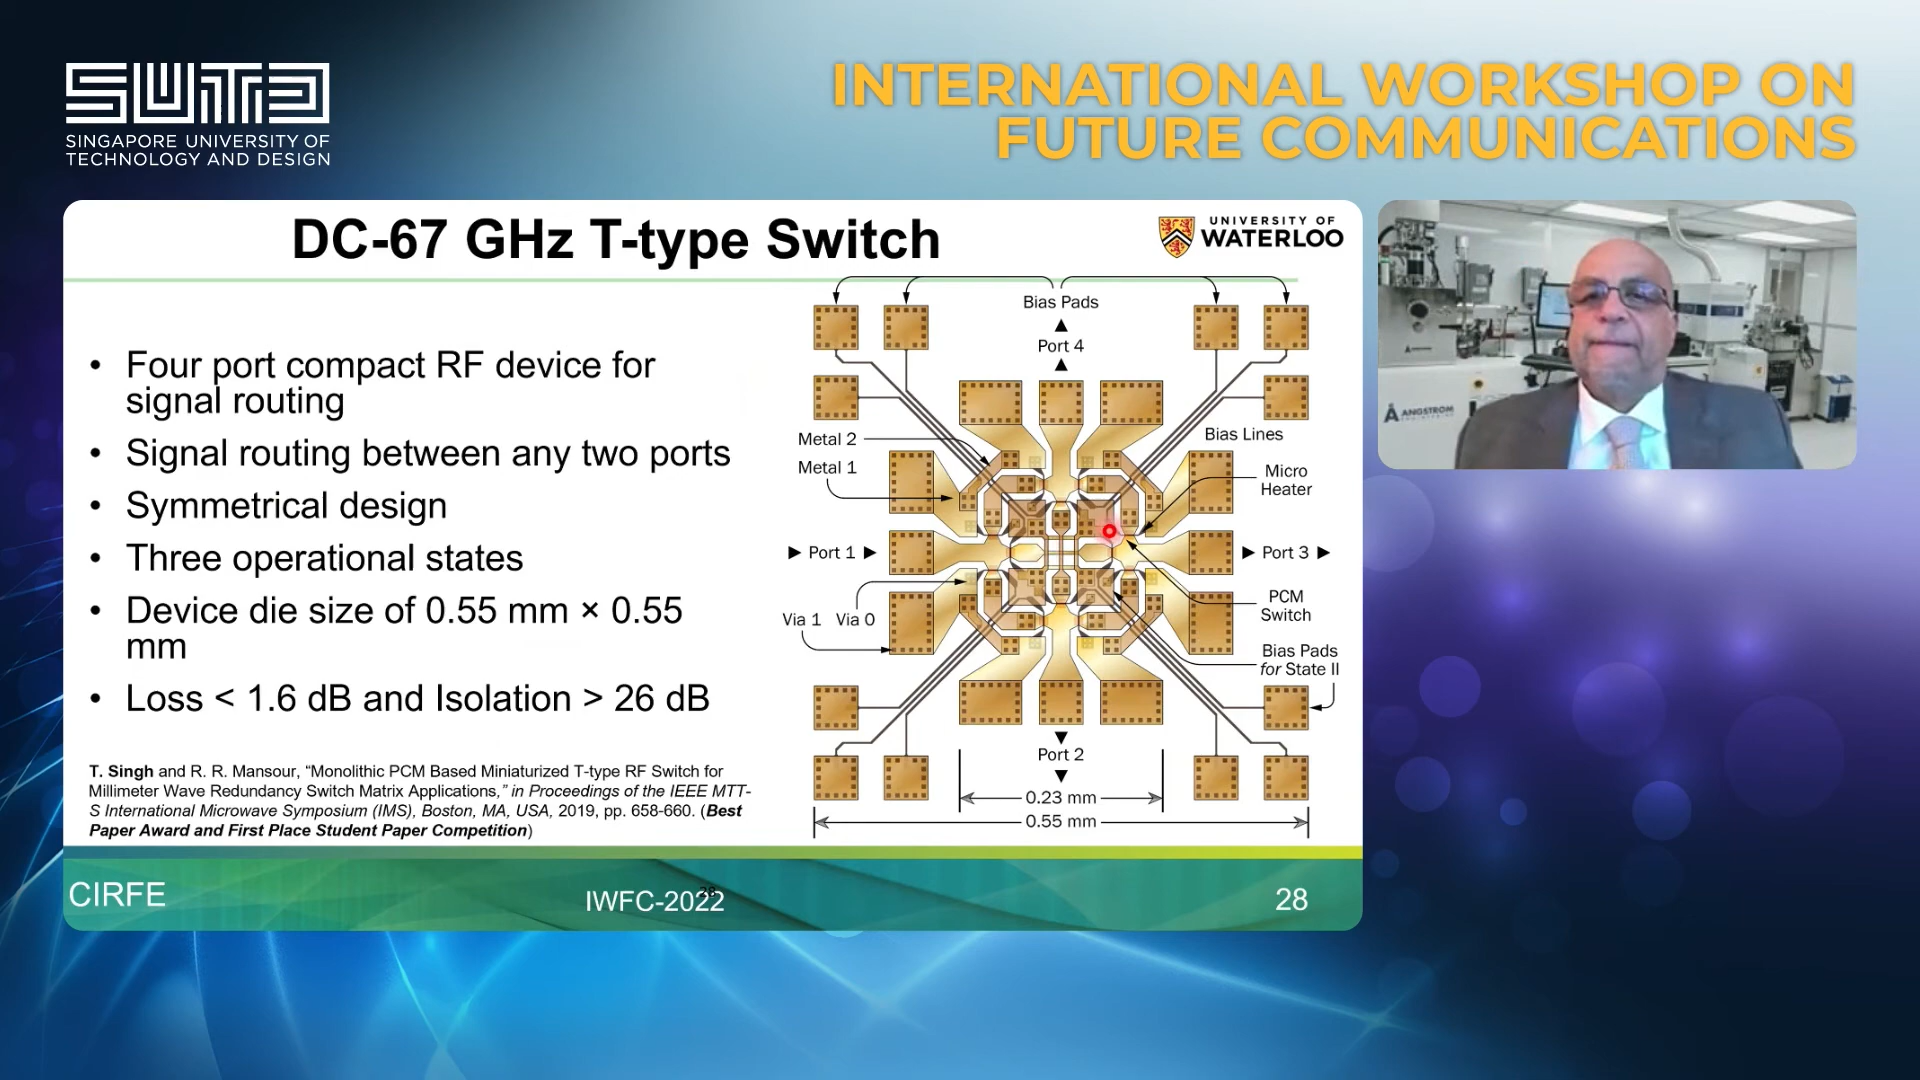 SUTD
SINGAPORE UNIVERSITY OF
TECHNOLOGY AND DESIGN
INTERNATIONAL WORKSHOP ON
FUTURE COMMUNICATIONS
DC-67 GHz T-type Switch
UNIVERSITY OF
WATERLOO
• Four port compact RF device for
signal routing
• Signal routing between any two ports
• Symmetrical design
• Three operational states
• Device die size of 0.55 mm × 0.55
mm
• Loss < 1.6 dB and Isolation > 26 dB
T. Singh and R. R. Mansour, “Monolithic PCM Based Miniaturized T-type RF Switch for
Millimeter Wave Redundancy Switch Matrix Applications,” in Proceedings of the IEEE MTT-
S International Microwave Symposium (IMS), Boston, MA, USA, 2019, pp. 658-660. (Best
Paper Award and First Place Student Paper Competition)
Bias Pads
Port 4
Metal 2
Metal 1
Bias Lines
Micro
Heater
Port 1
Port 3
Via 1 Via 0
PCM
Switch
Bias Pads
for State II
Port 2
0.23 mm
0.55 mm
CIRFE
IWFC-2022
28
28
ANGSTROM